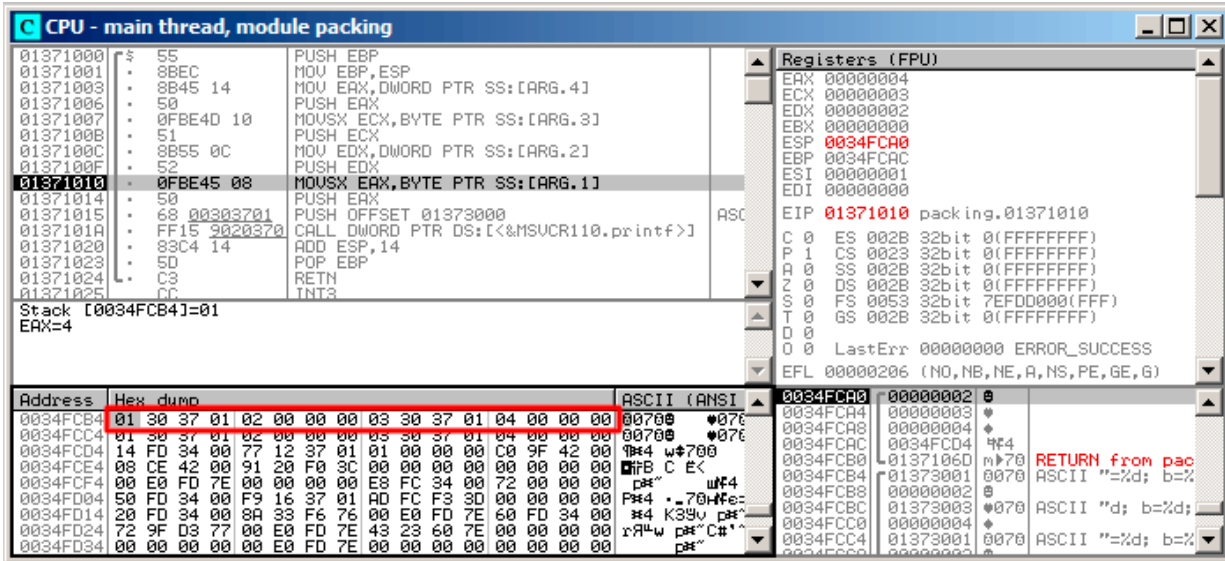 CPU - main thread, module packing
01371000 $ 55 PUSH EBP
01371001 . 8BEC MOV EBP,ESP
01371003 . 8B45 14 MOV EAX,DWORD PTR SS:[ARG.4]
01371006 . 50 PUSH EAX
01371007 . 0FBE4D 10 MOVSX ECX,BYTE PTR SS:[ARG.3]
0137100B . 51 PUSH ECX
0137100C . 8B55 0C MOV EDX,DWORD PTR SS:[ARG.2]
0137100F . 52 PUSH EDX
01371010 . 0FBE45 08 MOVSX EAX,BYTE PTR SS:[ARG.1]
01371014 . 50 PUSH EAX
01371015 . 68 00303701 PUSH OFFSET 01373000 ASC
0137101A . FF15 9020370 CALL DWORD PTR DS:[<&MSVCR110.printf>]
01371020 . 83C4 14 ADD ESP,14
01371023 . 5D POP EBP
01371024 . C3 RETN
01371025 CC INT3
Stack [0034FCB4]=01
EAX=4
Registers (FPU)
EAX 00000004
ECX 00000003
EDX 00000002
EBX 00000000
ESP 0034FCA0
EBP 0034FCAC
ESI 00000001
EDI 00000000
EIP 01371010 packing.01371010
C 0 ES 002B 32bit 0(FFFFFFFF)
P 1 CS 0023 32bit 0(FFFFFFFF)
A 0 SS 002B 32bit 0(FFFFFFFF)
Z 0 DS 002B 32bit 0(FFFFFFFF)
S 0 FS 0053 32bit 7EFDD000(FFF)
T 0 GS 002B 32bit 0(FFFFFFFF)
D 0
O 0 LastErr 00000000 ERROR_SUCCESS
EFL 00000206 (NO,NB,NE,A,NS,PE,GE,G)
Address Hex dump ASCII (ANSI
0034FCB4 01 30 37 01 02 00 00 00 03 30 37 01 04 00 00 00
0034FCC4 01 30 37 01 02 00 00 00 03 30 37 01 04 00 00 00
0034FCD4 14 FD 34 00 77 12 37 01 01 00 00 00 C0 9F 42 00
0034FCE4 08 CE 42 00 91 20 F0 3C 00 00 00 00 00 00 00 00
0034FCF4 00 E0 FD 7E 00 00 00 00 E8 FC 34 00 72 00 00 00
0034FD04 50 FD 34 00 F9 16 37 01 AD FC F3 3D 00 00 00 00
0034FD14 20 FD 34 00 8A 33 F6 76 00 E0 FD 7E 60 FD 34 00
0034FD24 72 9F D3 77 00 E0 FD 7E 43 23 60 7E 00 00 00 00
0034FD34 00 00 00 00 00 E0 FD 7E 00 00 00 00 00 00 00 00
0034FCA0 00000002
0034FCA4 00000003
0034FCA8 00000004
0034FCAC 0034FCD4
0034FCB0 0137106D RETURN from pac
0034FCB4 01373001 ASCII "=%d; b=%
0034FCB8 00000002
0034FCBC 01373003 ASCII "d; b=%d;
0034FCC0 00000004
0034FCC4 01373001 ASCII "=%d; b=%